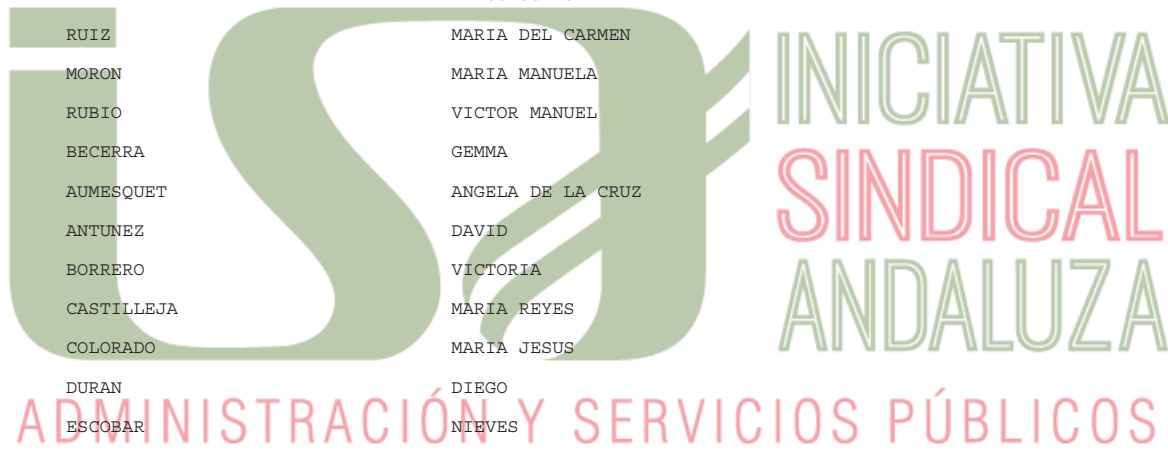 RUIZ MARIA DEL CARMEN
MORON MARIA MANUELA
RUBIO VICTOR MANUEL
BECERRA GEMMA
AUMESQUET ANGELA DE LA CRUZ
ANTUNEZ DAVID
BORRERO VICTORIA
CASTILLEJA MARIA REYES
COLORADO MARIA JESUS
DURAN DIEGO
ESCOBAR NIEVES
isa
INICIATIVA
SINDICAL
ANDALUZA
ADMINISTRACIÓN Y SERVICIOS PÚBLICOS